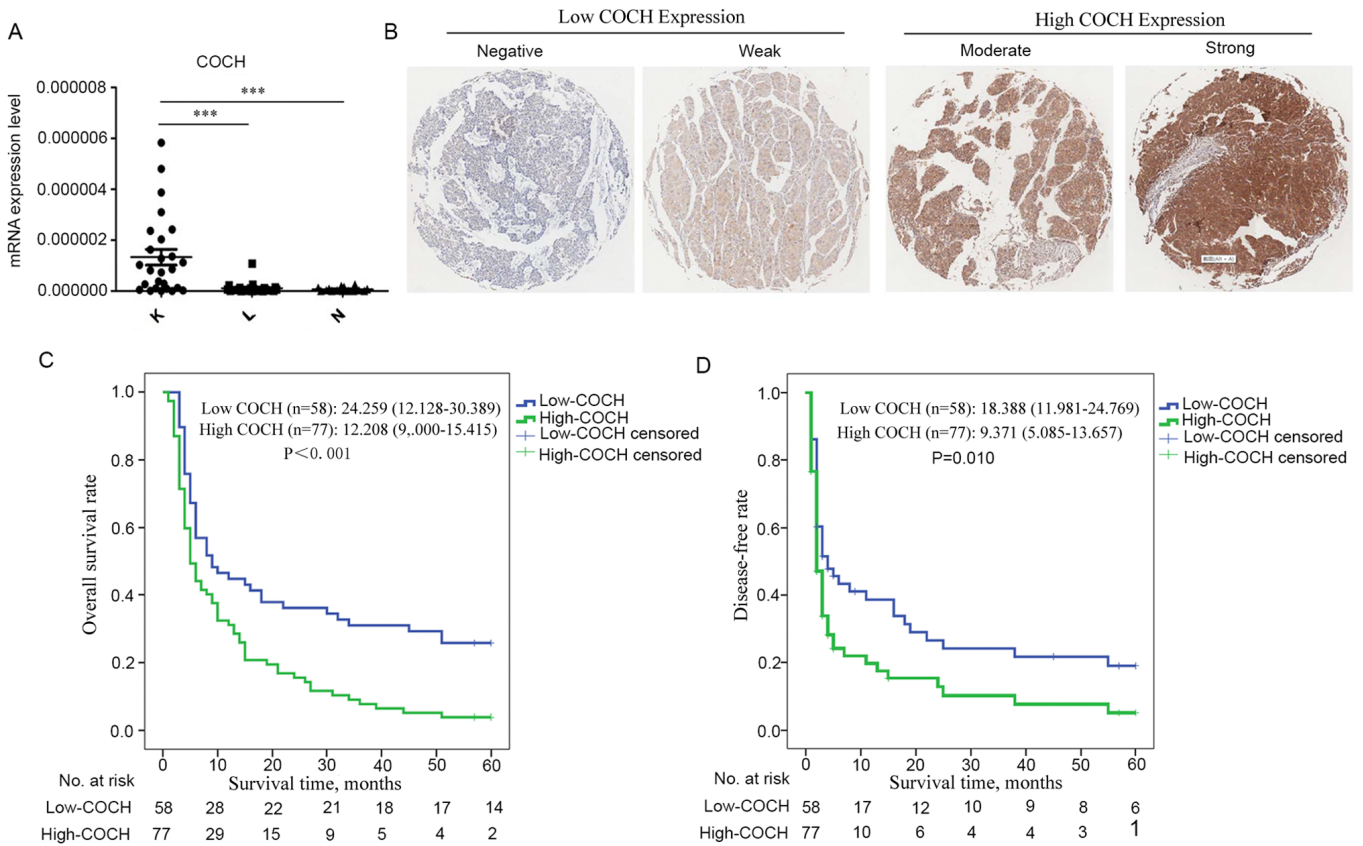 A
COCH
mRNA expression level
0.000008
0.000006
0.000004
0.000002
0.000000
***
***
K
L
N
B
Low COCH Expression
High COCH Expression
Negative
Weak
Moderate
Strong
C
Overall survival rate
1.0
0.8
0.6
0.4
0.2
0.0
Low COCH (n=58): 24.259 (12.128-30.389)
High COCH (n=77): 12.208 (9,.000-15.415)
P<0.001
Low-COCH
High-COCH
Low-COCH censored
High-COCH censored
0 10 20 30 40 50 60
No. at risk
Survival time, months
Low-COCH 58 28 22 21 18 17 14
High-COCH 77 29 15 9 5 4 2
D
Disease-free rate
1.0
0.8
0.6
0.4
0.2
0.0
Low COCH (n=58): 18.388 (11.981-24.769)
High COCH (n=77): 9.371 (5.085-13.657)
P=0.010
Low-COCH
High-COCH
Low-COCH censored
High-COCH censored
0 10 20 30 40 50 60
No. at risk
Survival time, months
Low-COCH 58 17 12 10 9 8 6
High-COCH 77 10 6 4 4 3 1